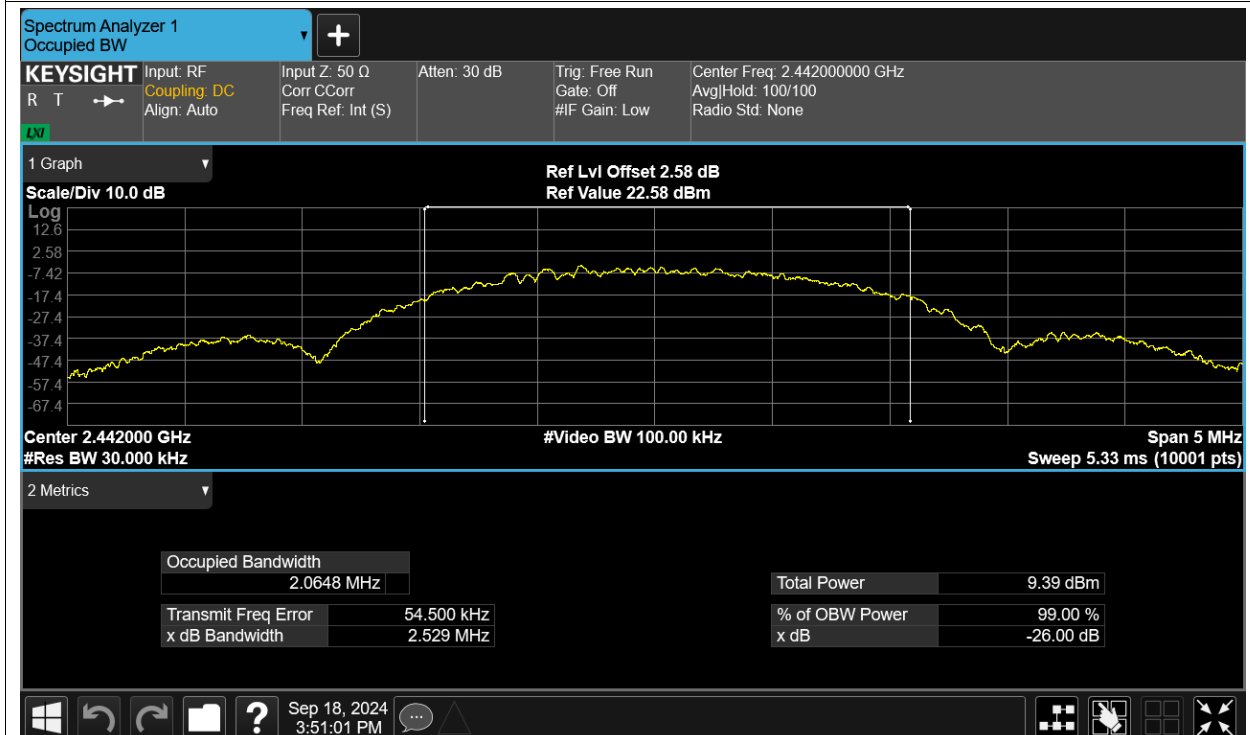 Spectrum Analyzer 1
Occupied BW
+
KEYSIGHT
R T
LXI
Input: RF
Coupling: DC
Align: Auto
Input Z: 50 Ω
Corr CCorr
Freq Ref: Int (S)
Atten: 30 dB
Trig: Free Run
Gate: Off
#IF Gain: Low
Center Freq: 2.442000000 GHz
Avg|Hold: 100/100
Radio Std: None
1 Graph
Scale/Div 10.0 dB
Ref Lvl Offset 2.58 dB
Ref Value 22.58 dBm
Log
12.6
2.58
-7.42
-17.4
-27.4
-37.4
-47.4
-57.4
-67.4
Center 2.442000 GHz
#Video BW 100.00 kHz
Span 5 MHz
#Res BW 30.000 kHz
Sweep 5.33 ms (10001 pts)
2 Metrics
Occupied Bandwidth
2.0648 MHz
Transmit Freq Error 54.500 kHz
x dB Bandwidth 2.529 MHz
Total Power 9.39 dBm
% of OBW Power 99.00 %
x dB -26.00 dB
?
Sep 18, 2024
3:51:01 PM